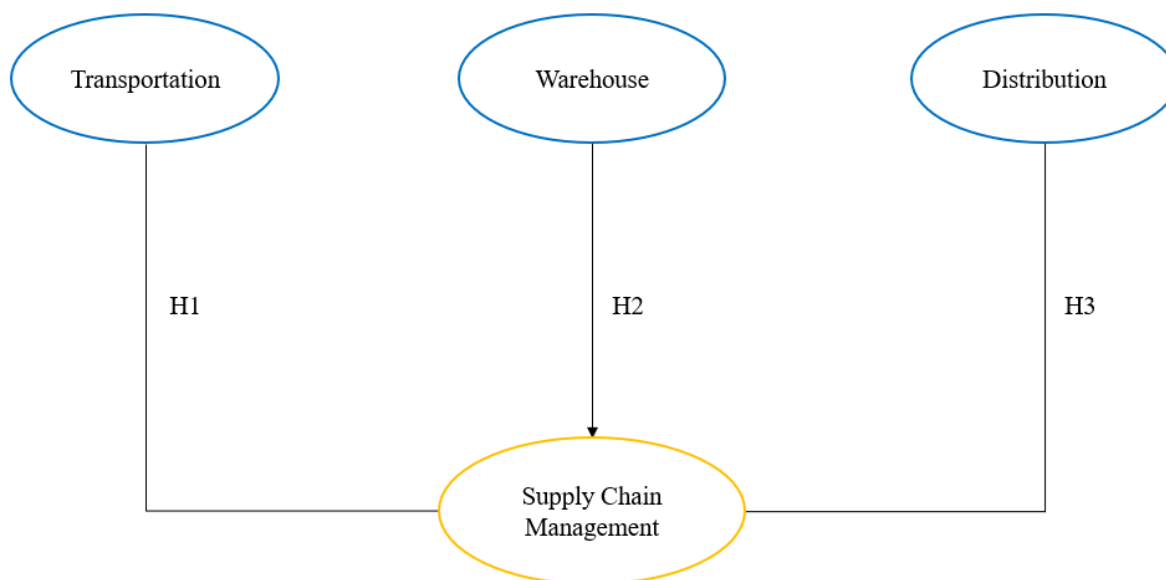 Transportation
Warehouse
Distribution
H1
H2
H3
Supply Chain
Management